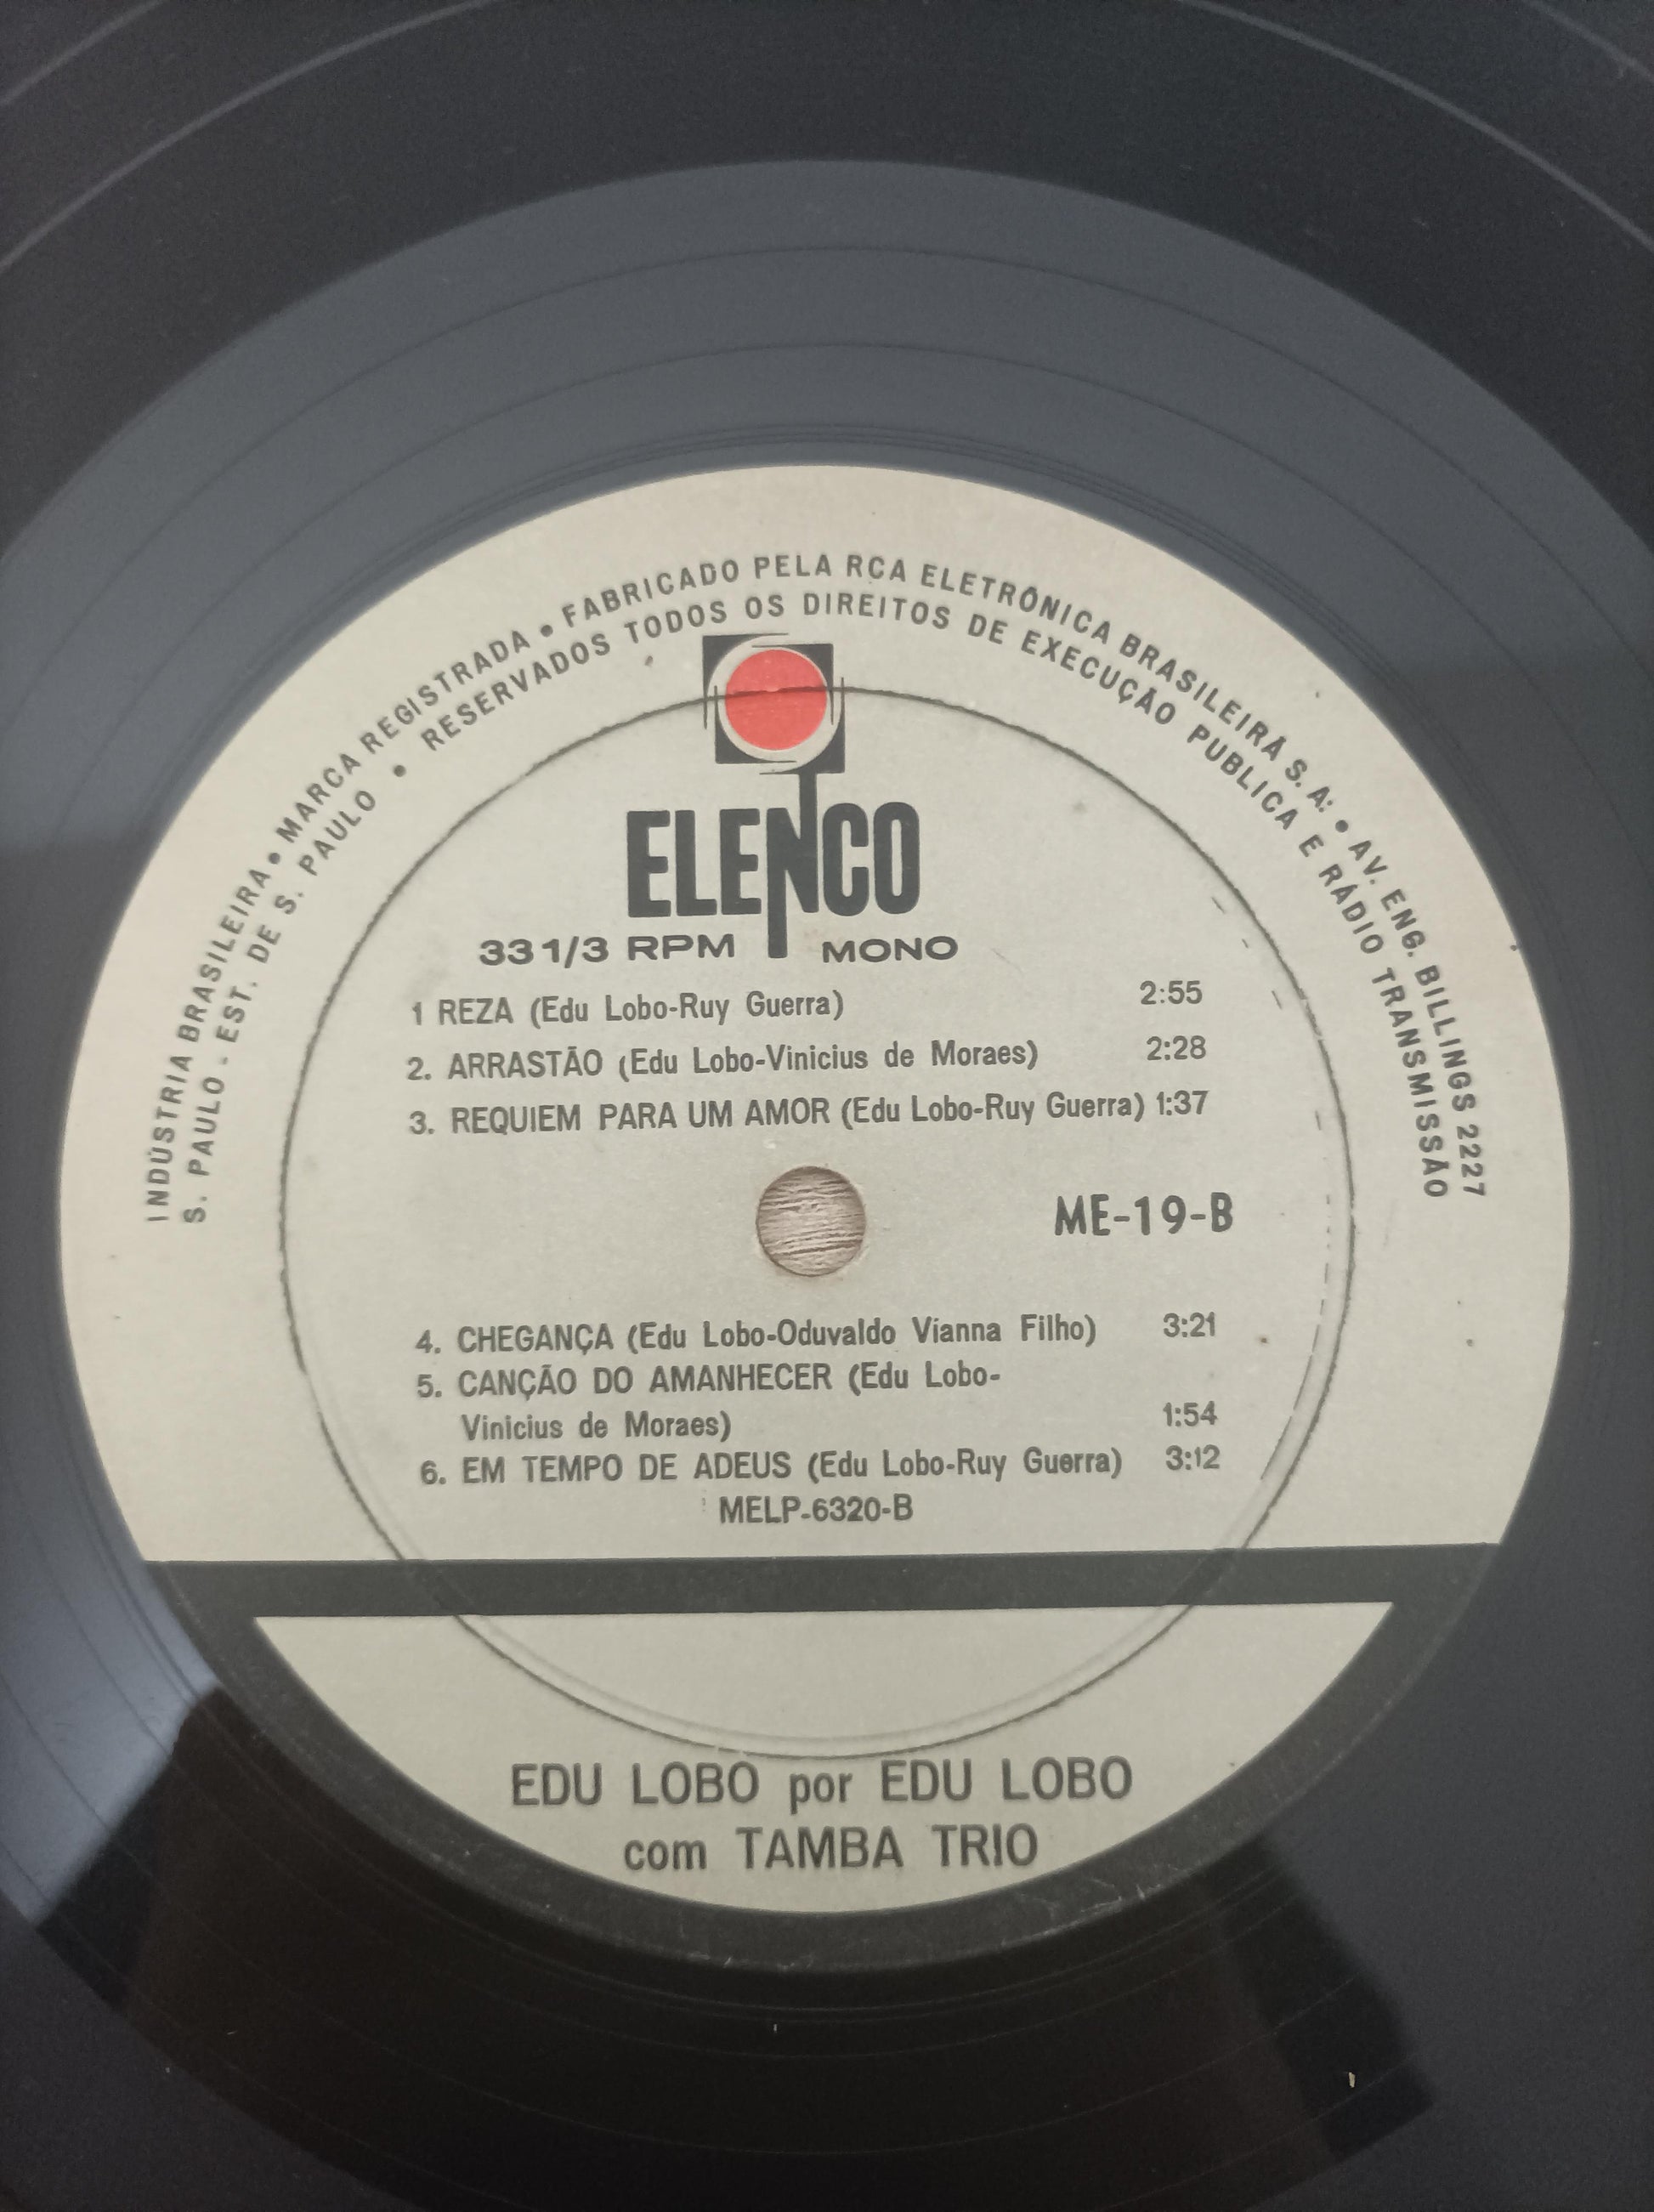 INDÚSTRIA BRASILEIRA • MARCA REGISTRADA • FABRICADO PELA RCA ELETRÔNICA BRASILEIRA S. A. • AV. ENG. BILLINGS 2227
S. PAULO - EST. DE S. PAULO • RESERVADOS TODOS OS DIREITOS DE EXECUÇÃO PUBLICA E RÁDIO TRANSMISSÃO
ELENCO
33 1/3 RPM MONO
1 REZA (Edu Lobo-Ruy Guerra) 2:55
2. ARRASTÃO (Edu Lobo-Vinicius de Moraes) 2:28
3. REQUIEM PARA UM AMOR (Edu Lobo-Ruy Guerra) 1:37
ME-19-B
4. CHEGANÇA (Edu Lobo-Oduvaldo Vianna Filho) 3:21
5. CANÇÃO DO AMANHECER (Edu Lobo-
Vinicius de Moraes) 1:54
6. EM TEMPO DE ADEUS (Edu Lobo-Ruy Guerra) 3:12
MELP-6320-B
EDU LOBO por EDU LOBO
com TAMBA TRIO